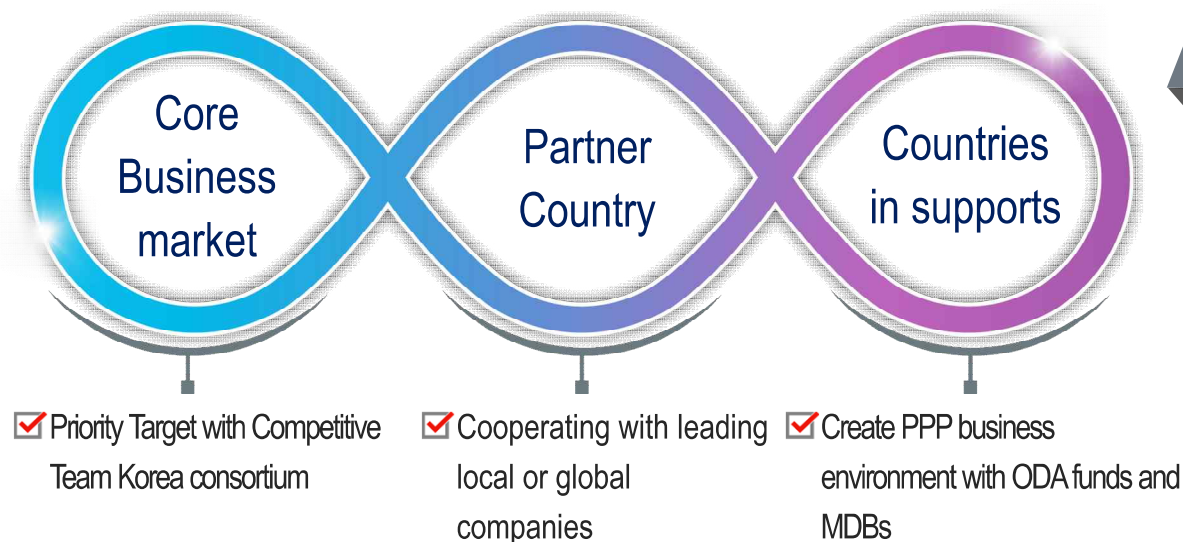 Core
Business
market
Partner
Country
Countries
in supports
Priority Target with Competitive
Team Korea consortium
Cooperating with leading
local or global
companies
Create PPP business
environment with ODA funds and
MDBs